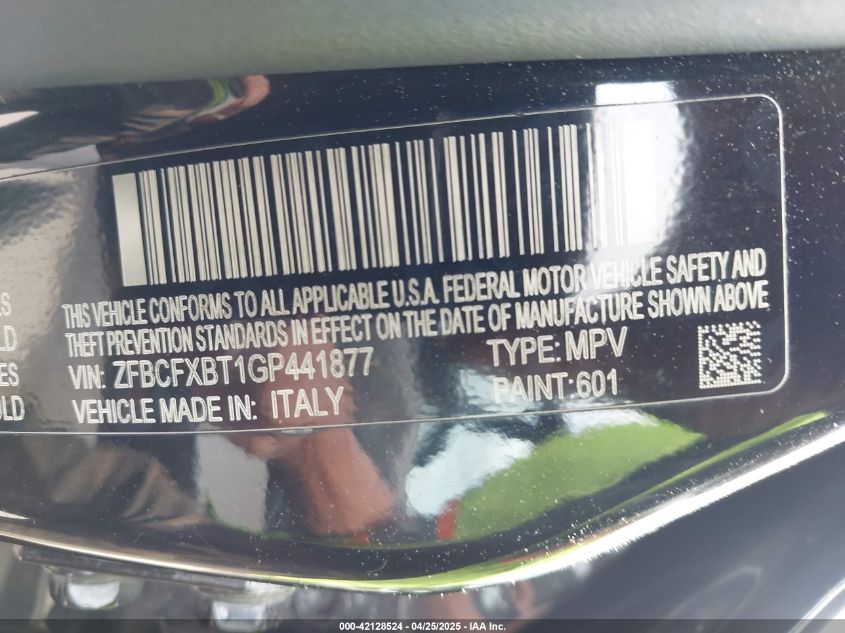 THIS VEHICLE CONFORMS TO ALL APPLICABLE U.S.A. FEDERAL MOTOR VEHICLE SAFETY AND
THEFT PREVENTION STANDARDS IN EFFECT ON THE DATE OF MANUFACTURE SHOWN ABOVE
VIN: ZFBCFXBT1GP441877 TYPE: MPV
VEHICLE MADE IN: ITALY PAINT:601
000-42128524 - 04/25/2025 - IAA Inc.